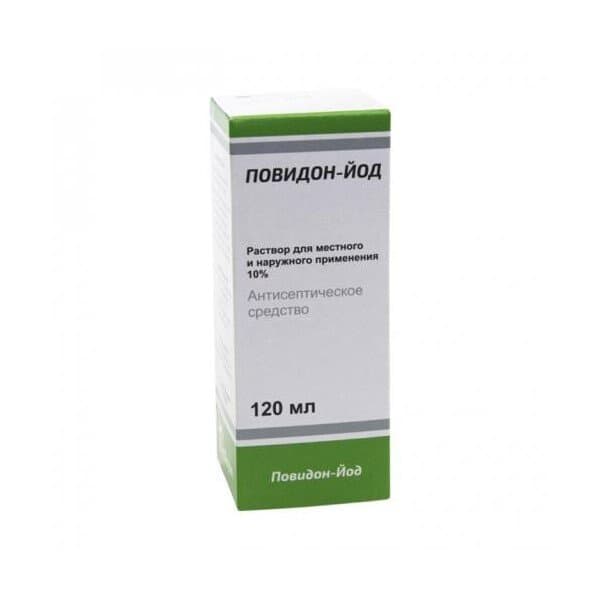 ПОВИДОН-ЙОД
Раствор для местного
и наружного применения
10%
Антисептическое
средство
120 мл
Повидон-Йод